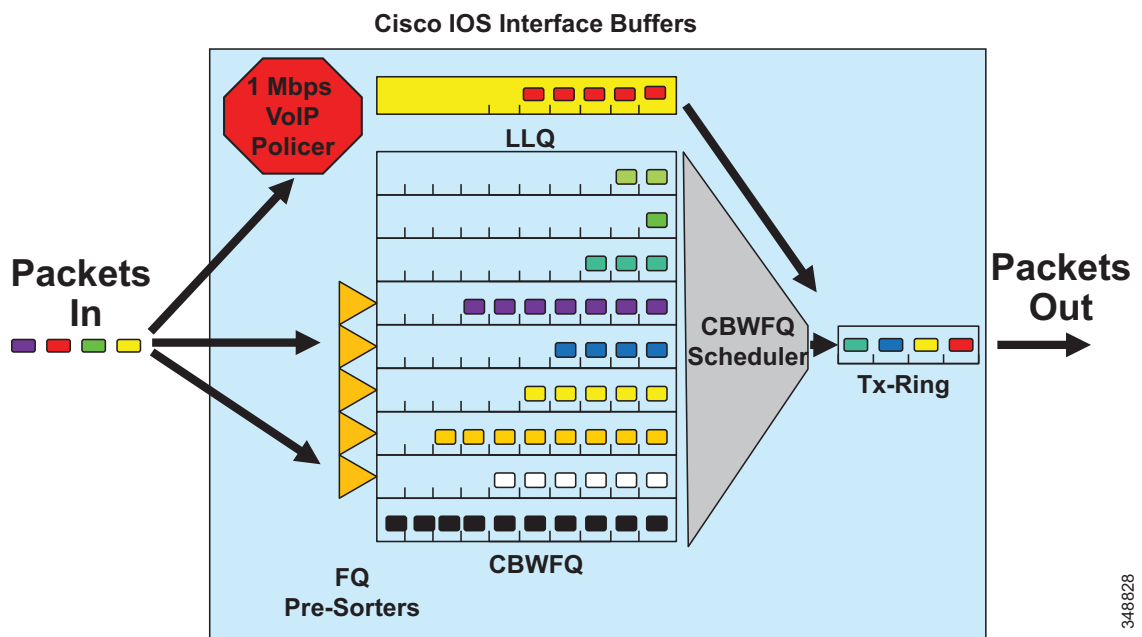 Cisco IOS Interface Buffers
1 Mbps
VoIP
Policer
LLQ
Packets
In
CBWFQ
Scheduler
Packets
Out
Tx-Ring
CBWFQ
FQ
Pre-Sorters
348828